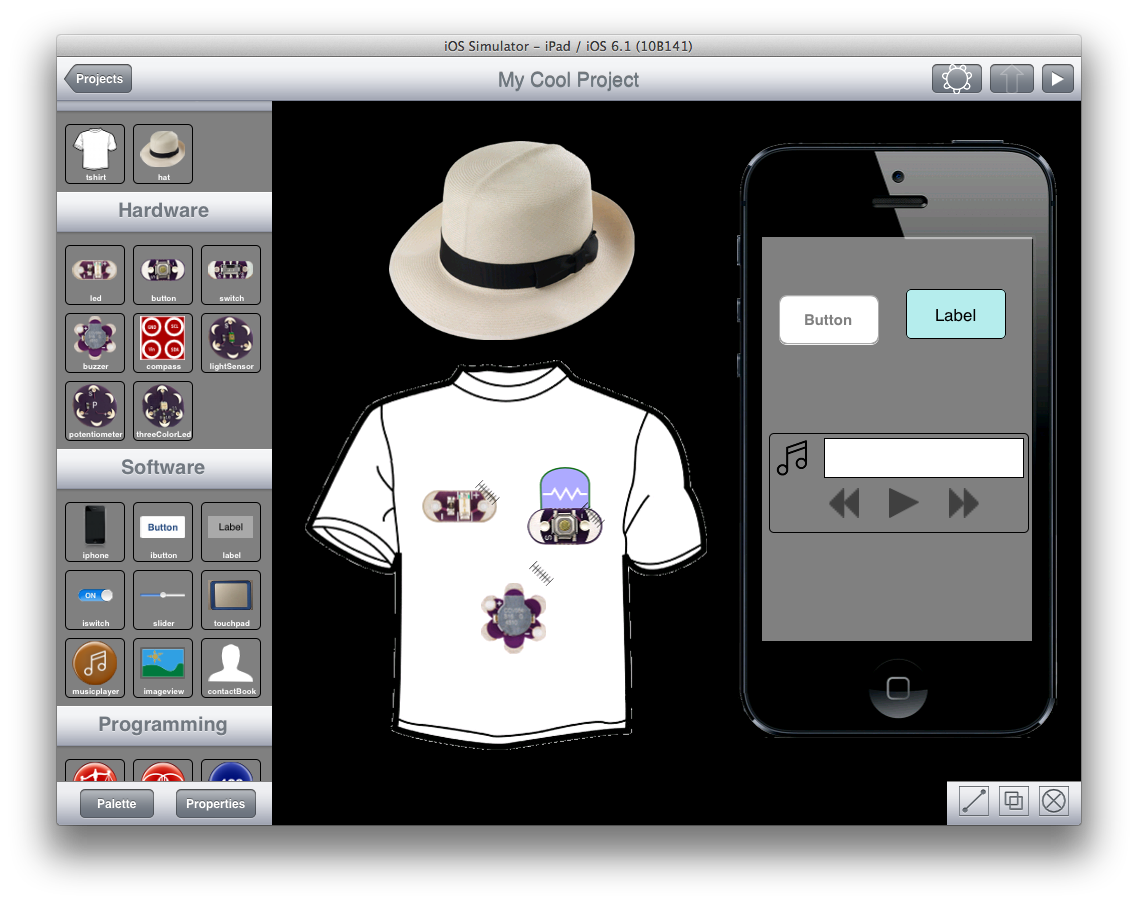 iOS Simulator – iPad / iOS 6.1 (10B141)
Projects
My Cool Project
tshirt hat
Hardware
led button switch
buzzer compass lightSensor
potentiometer threeColorLed
Software
Button Label
iphone ibutton label
ON
iswitch slider touchpad
musicplayer imageview contactBook
Programming
Palette Properties
Button Label